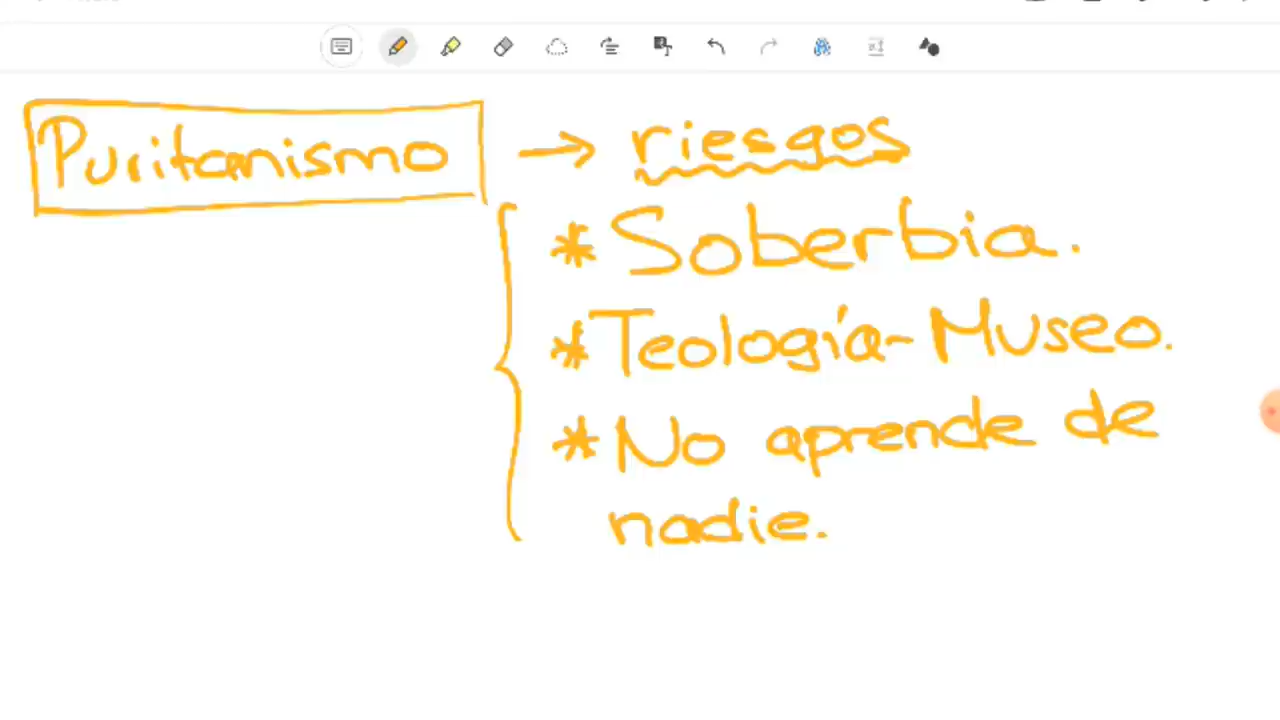 Puritanismo → riesgos
* Soberbia.
* Teología-Museo.
* No aprende de
nadie.